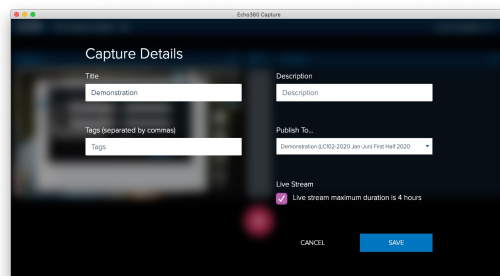 Echo360 Capture
Capture Details
Title
Description
Demonstration
Description
Tags (separated by commas)
Publish To...
Tags
Demonstration (LC102-2020 Jan-Jun) First Half 2020
Live Stream
Live stream maximum duration is 4 hours
CANCEL
SAVE